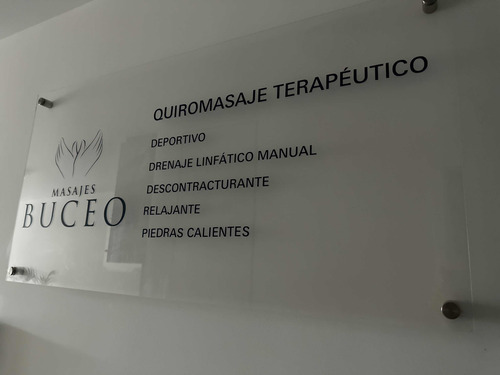 QUIROMASAJE TERAPÉUTICO
DEPORTIVO
DRENAJE LINFÁTICO MANUAL
DESCONTRACTURANTE
RELAJANTE
PIEDRAS CALIENTES
MASAJES
BUCEO